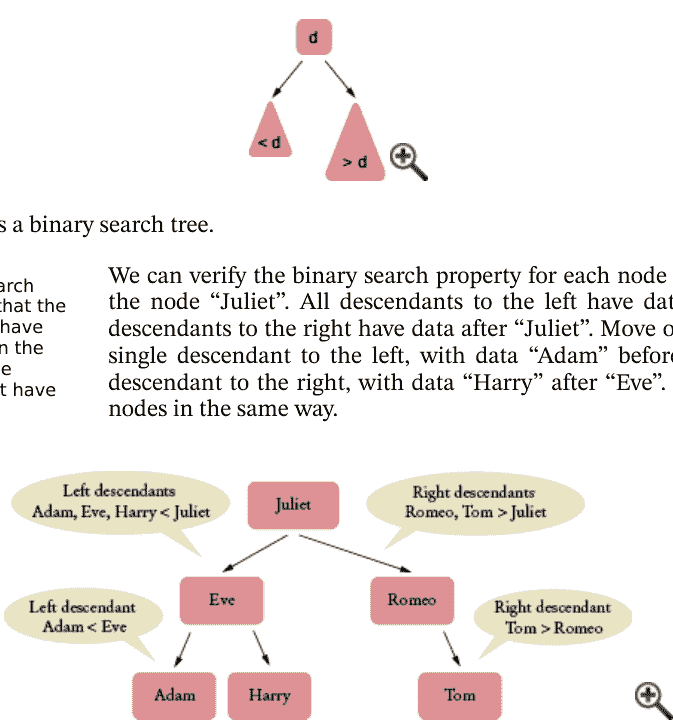 d
< d
> d
s a binary search tree.
arch
that the
have
n the
e
t have
We can verify the binary search property for each node
the node “Juliet”. All descendants to the left have dat
descendants to the right have data after “Juliet”. Move o
single descendant to the left, with data “Adam” before
descendant to the right, with data “Harry” after “Eve”.
nodes in the same way.
Left descendants
Adam, Eve, Harry < Juliet
Juliet
Right descendants
Romeo, Tom > Juliet
Left descendant
Adam < Eve
Eve
Romeo
Right descendant
Tom > Romeo
Adam
Harry
Tom